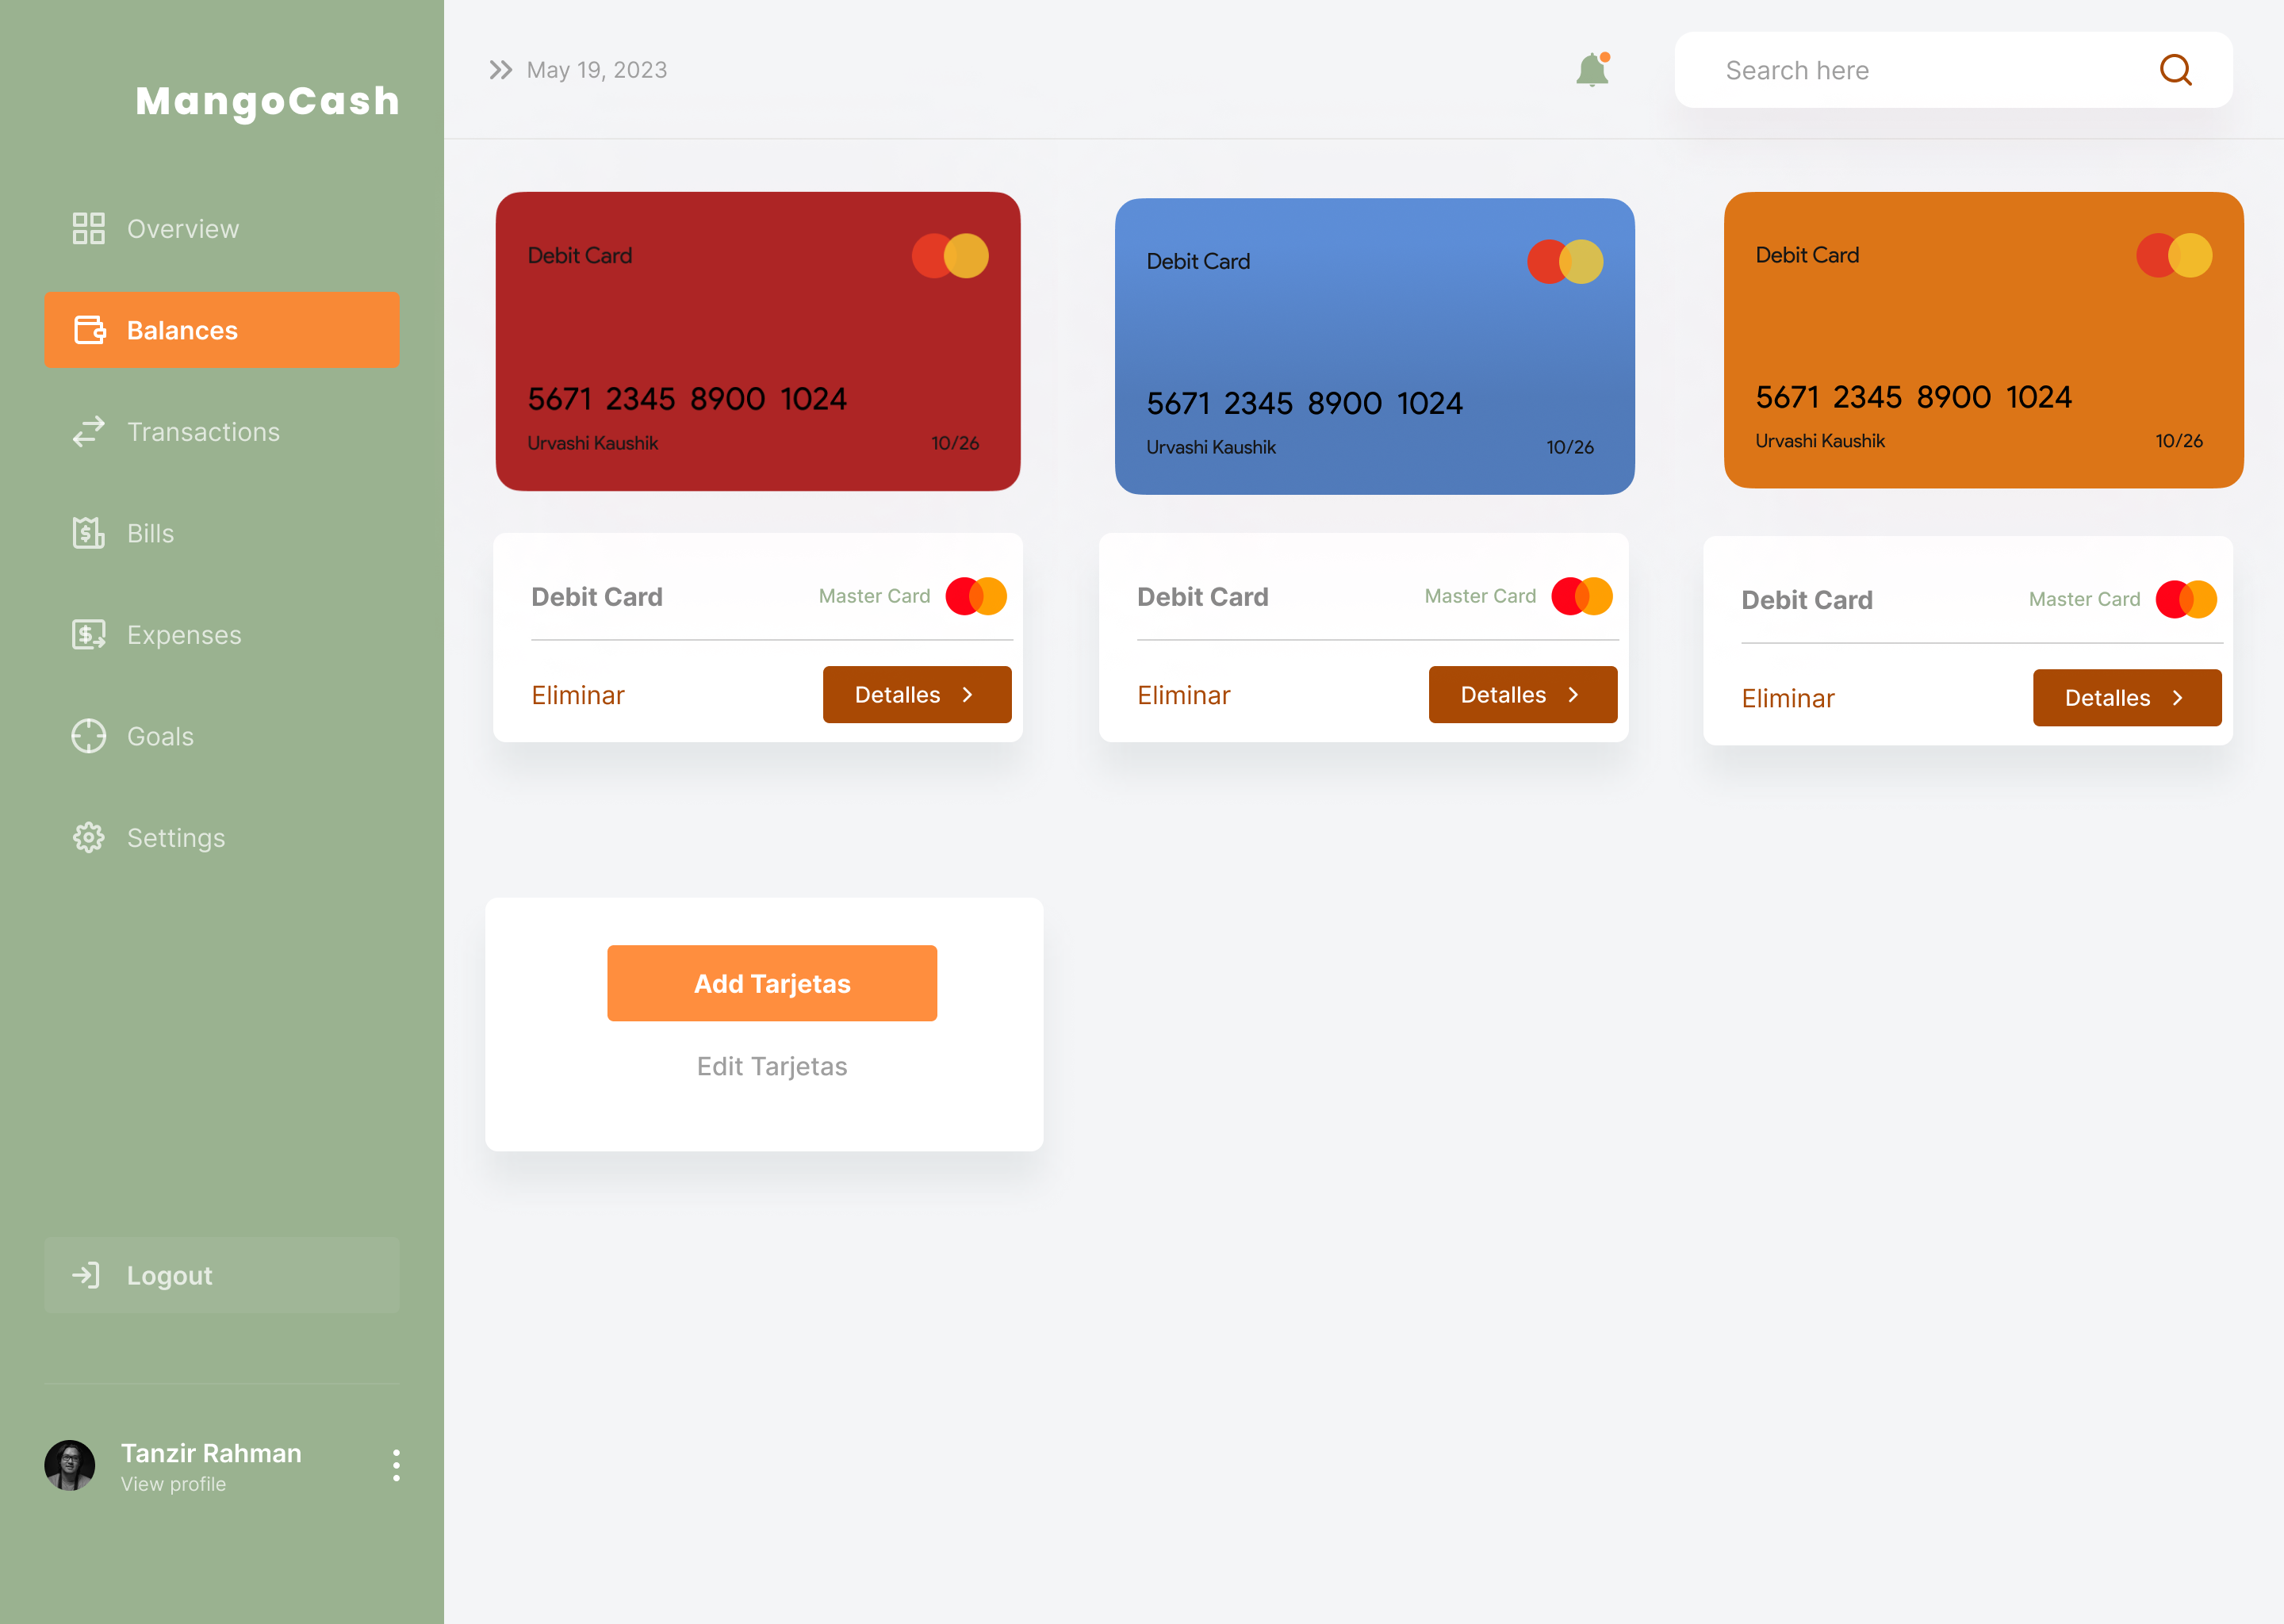 MangoCash
Overview
Balances
Transactions
Bills
Expenses
Goals
Settings
Logout
Tanzir Rahman
View profile
May 19, 2023
Search here
Debit Card
5671 2345 8900 1024
Urvashi Kaushik 10/26
Debit Card
5671 2345 8900 1024
Urvashi Kaushik 10/26
Debit Card
5671 2345 8900 1024
Urvashi Kaushik 10/26
Debit Card Master Card
Eliminar Detalles
Debit Card Master Card
Eliminar Detalles
Debit Card Master Card
Eliminar Detalles
Add Tarjetas
Edit Tarjetas